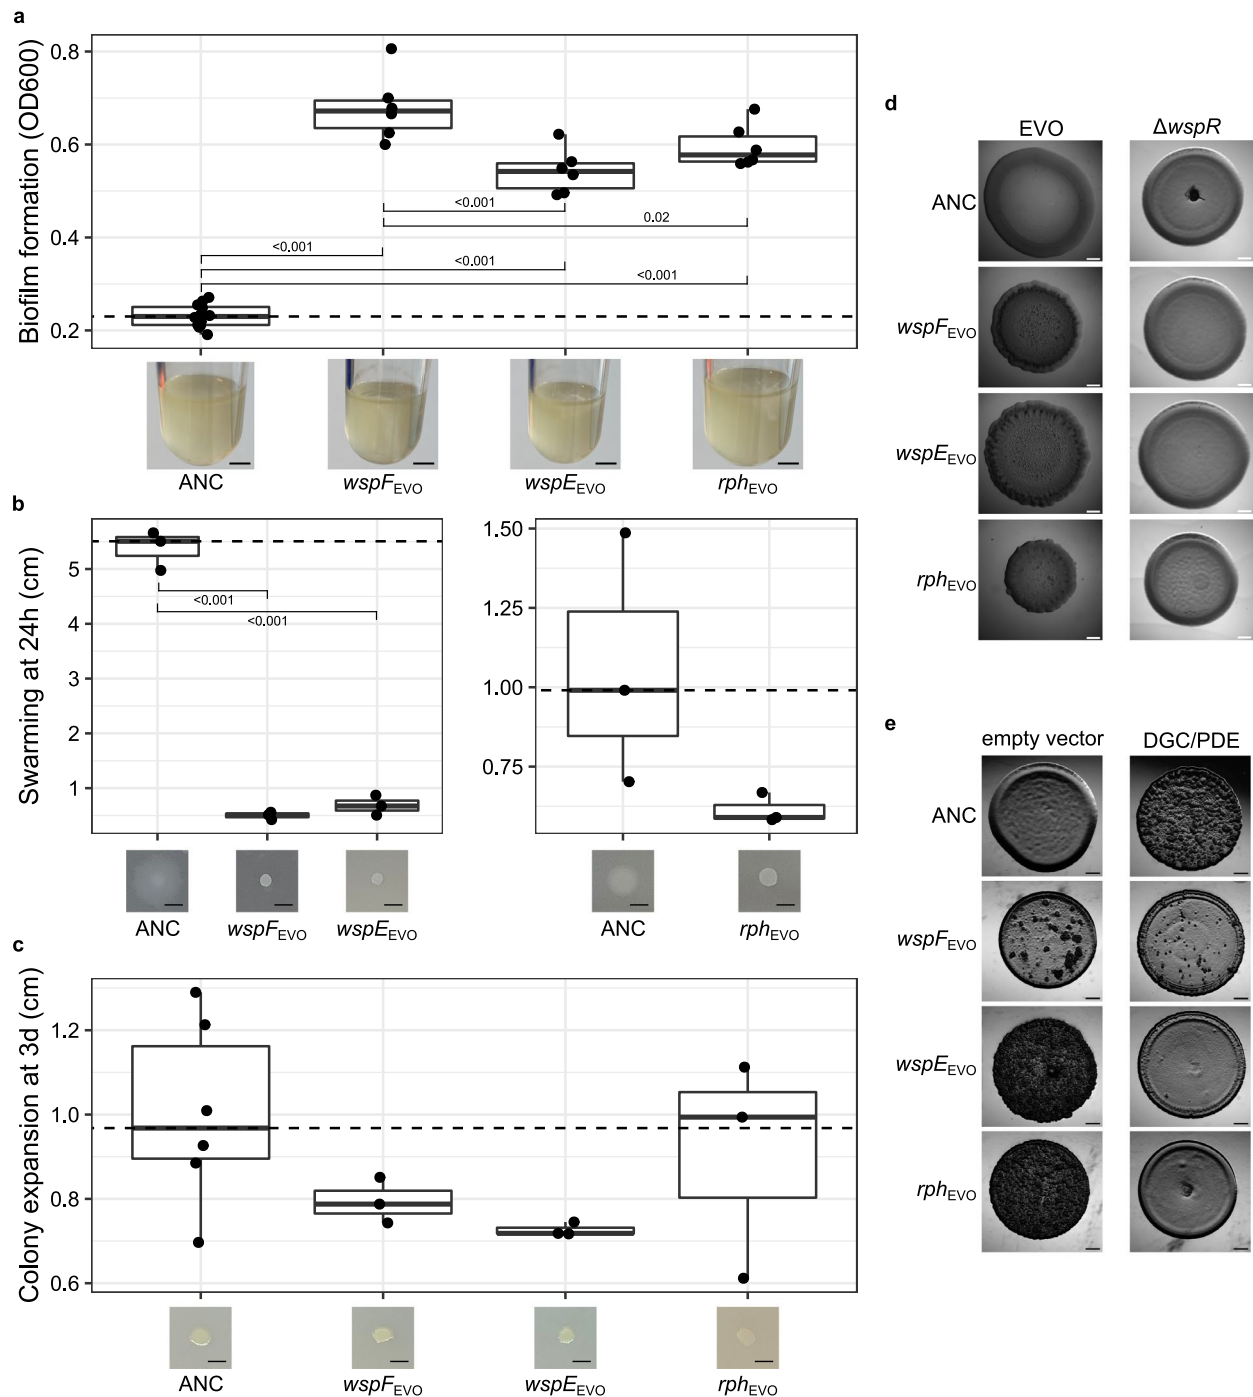 a
Biofilm formation (OD600)
0.8
0.6
0.4
0.2
<0.001
0.02
<0.001
<0.001
<0.001
ANC
wspFEVO
wspEEVO
rphEVO
b
Swarming at 24h (cm)
5
4
3
2
1
<0.001
<0.001
ANC
wspFEVO
wspEEVO
1.50
1.25
1.00
0.75
ANC
rphEVO
c
Colony expansion at 3d (cm)
1.2
1.0
0.8
0.6
ANC
wspFEVO
wspEEVO
rphEVO
d
EVO
ΔwspR
ANC
wspFEVO
wspEEVO
rphEVO
e
empty vector
DGC/PDE
ANC
wspFEVO
wspEEVO
rphEVO